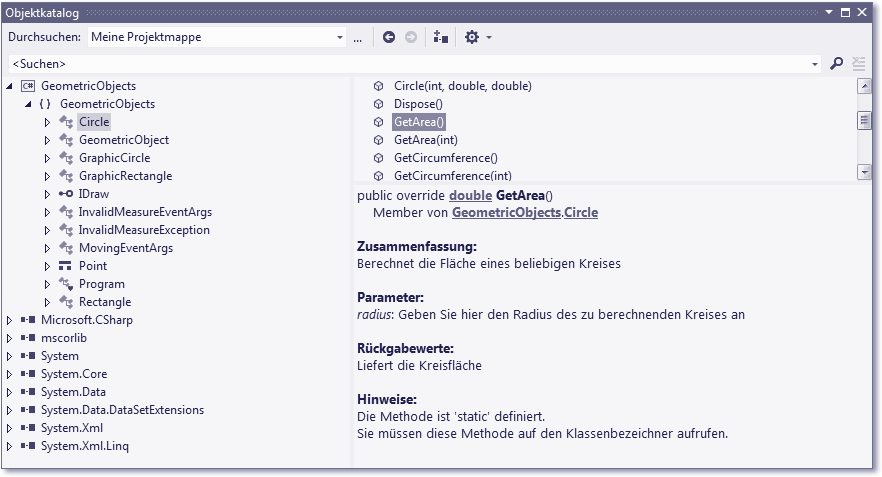 Objektkatalog
Durchsuchen: Meine Projektmappe ...
<Suchen>
C# GeometricObjects
{ } GeometricObjects
Circle
GeometricObject
GraphicCircle
GraphicRectangle
IDraw
InvalidMeasureEventArgs
InvalidMeasureException
MovingEventArgs
Point
Program
Rectangle
Microsoft.CSharp
mscorlib
System
System.Core
System.Data
System.Data.DataSetExtensions
System.Xml
System.Xml.Linq
Circle(int, double, double)
Dispose()
GetArea()
GetArea(int)
GetCircumference()
GetCircumference(int)
public override double GetArea()
Member von GeometricObjects.Circle
Zusammenfassung:
Berechnet die Fläche eines beliebigen Kreises
Parameter:
radius: Geben Sie hier den Radius des zu berechnenden Kreises an
Rückgabewerte:
Liefert die Kreisfläche
Hinweise:
Die Methode ist 'static' definiert.
Sie müssen diese Methode auf den Klassenbezeichner aufrufen.